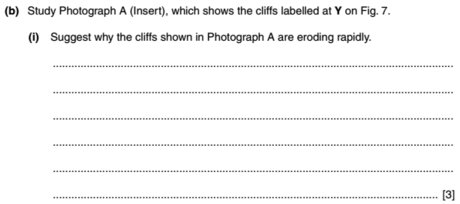 (b) Study Photograph A (Insert), which shows the cliffs labelled at Y on Fig. 7.
(i) Suggest why the cliffs shown in Photograph A are eroding rapidly.
[3]